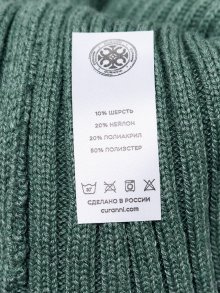 10% ШЕРСТЬ
20% НЕЙЛОН
20% ПОЛИАКРИЛ
50% ПОЛИЭСТЕР
СДЕЛАНО В РОССИИ
curanni.com